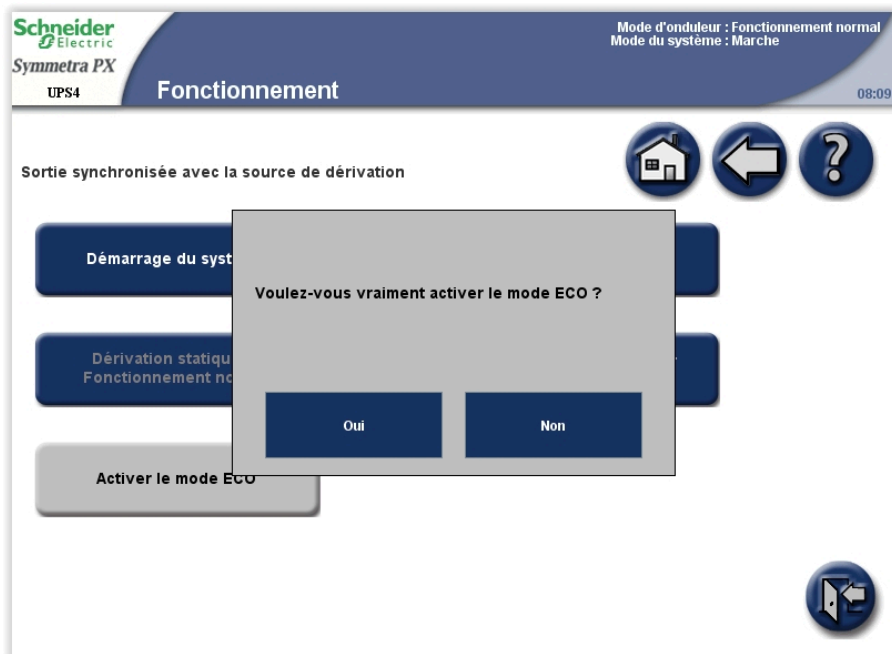 Schneider
Electric
Symmetra PX
UPS4
Fonctionnement
Mode d'onduleur : Fonctionnement normal
Mode du système : Marche
08:09
Sortie synchronisée avec la source de dérivation
?
Démarrage du syst
Voulez-vous vraiment activer le mode ECO ?
Dérivation statiqu
Fonctionnement no
Oui
Non
Activer le mode ECO